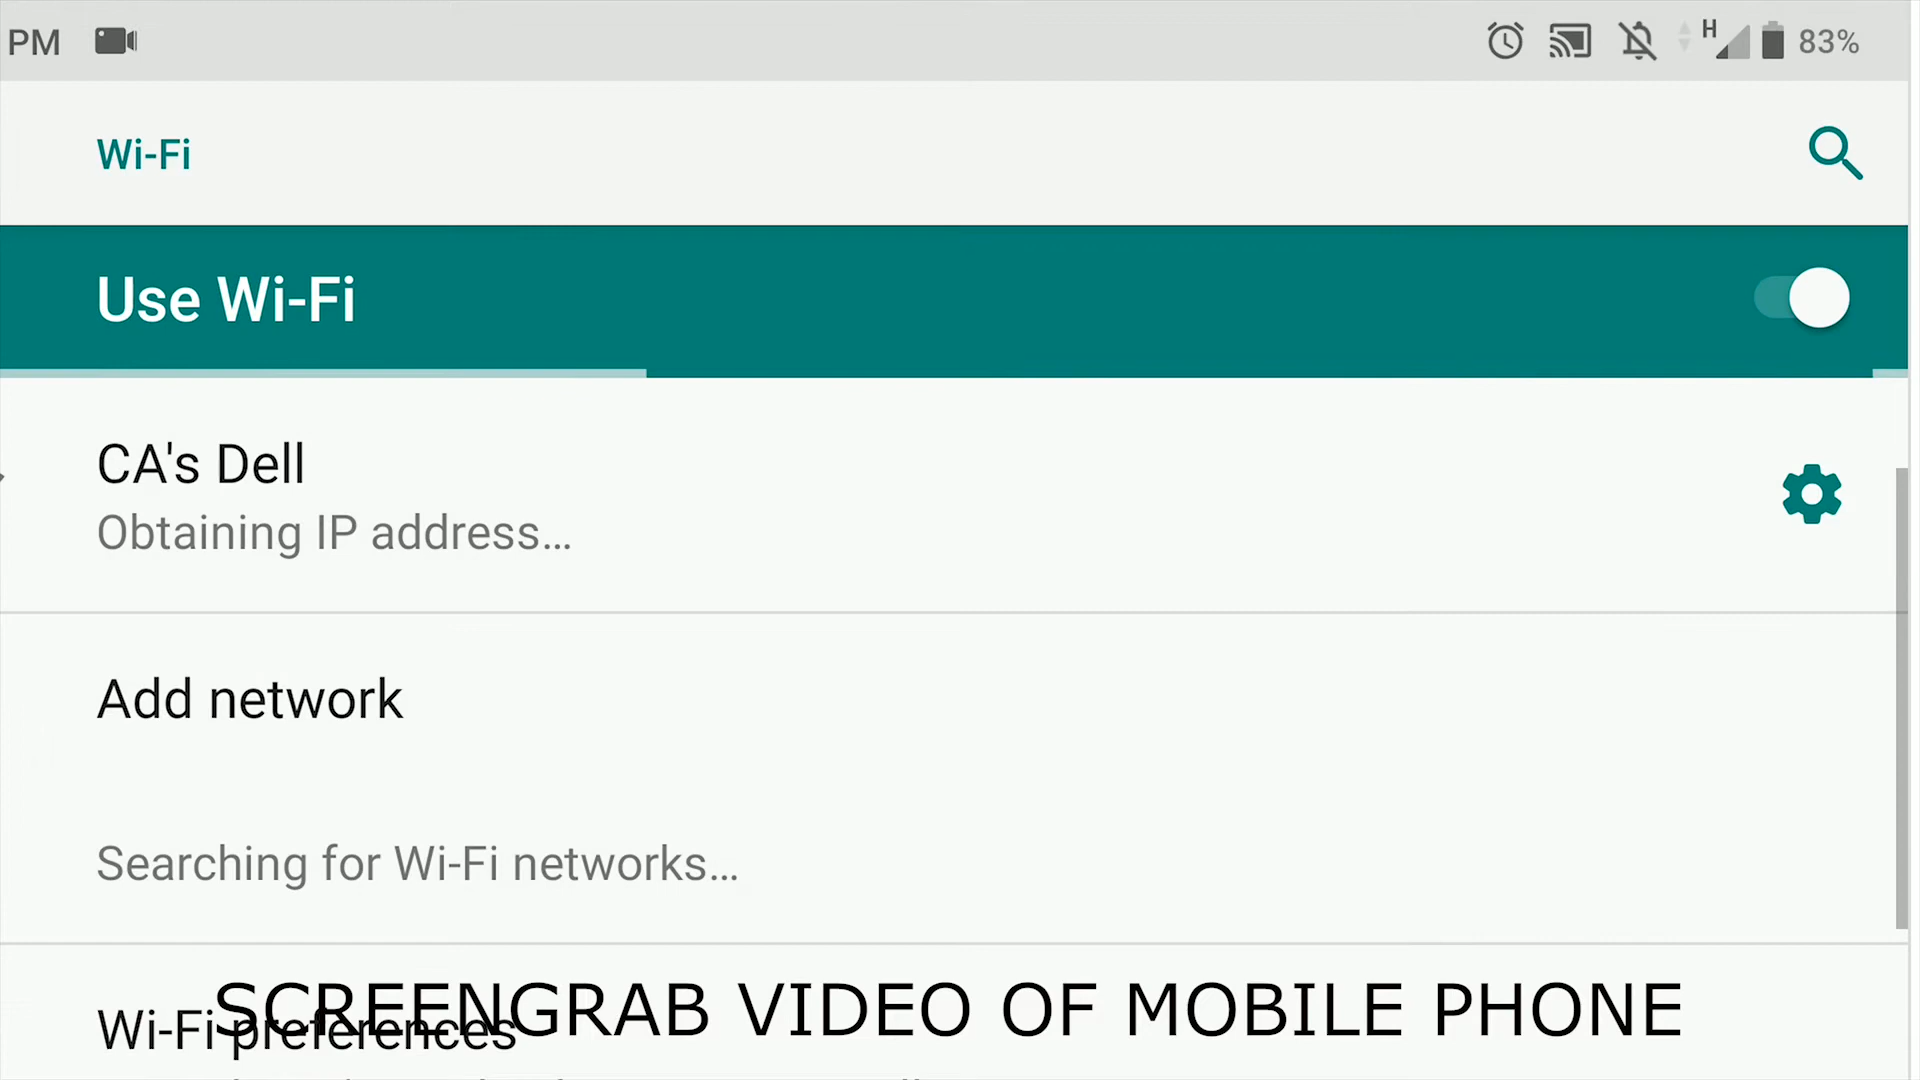 PM
H
83%
Wi-Fi
Use Wi-Fi
CA's Dell
Obtaining IP address…
Add network
Searching for Wi-Fi networks…
Wi-Fi preferences
SCREENGRAB VIDEO OF MOBILE PHONE